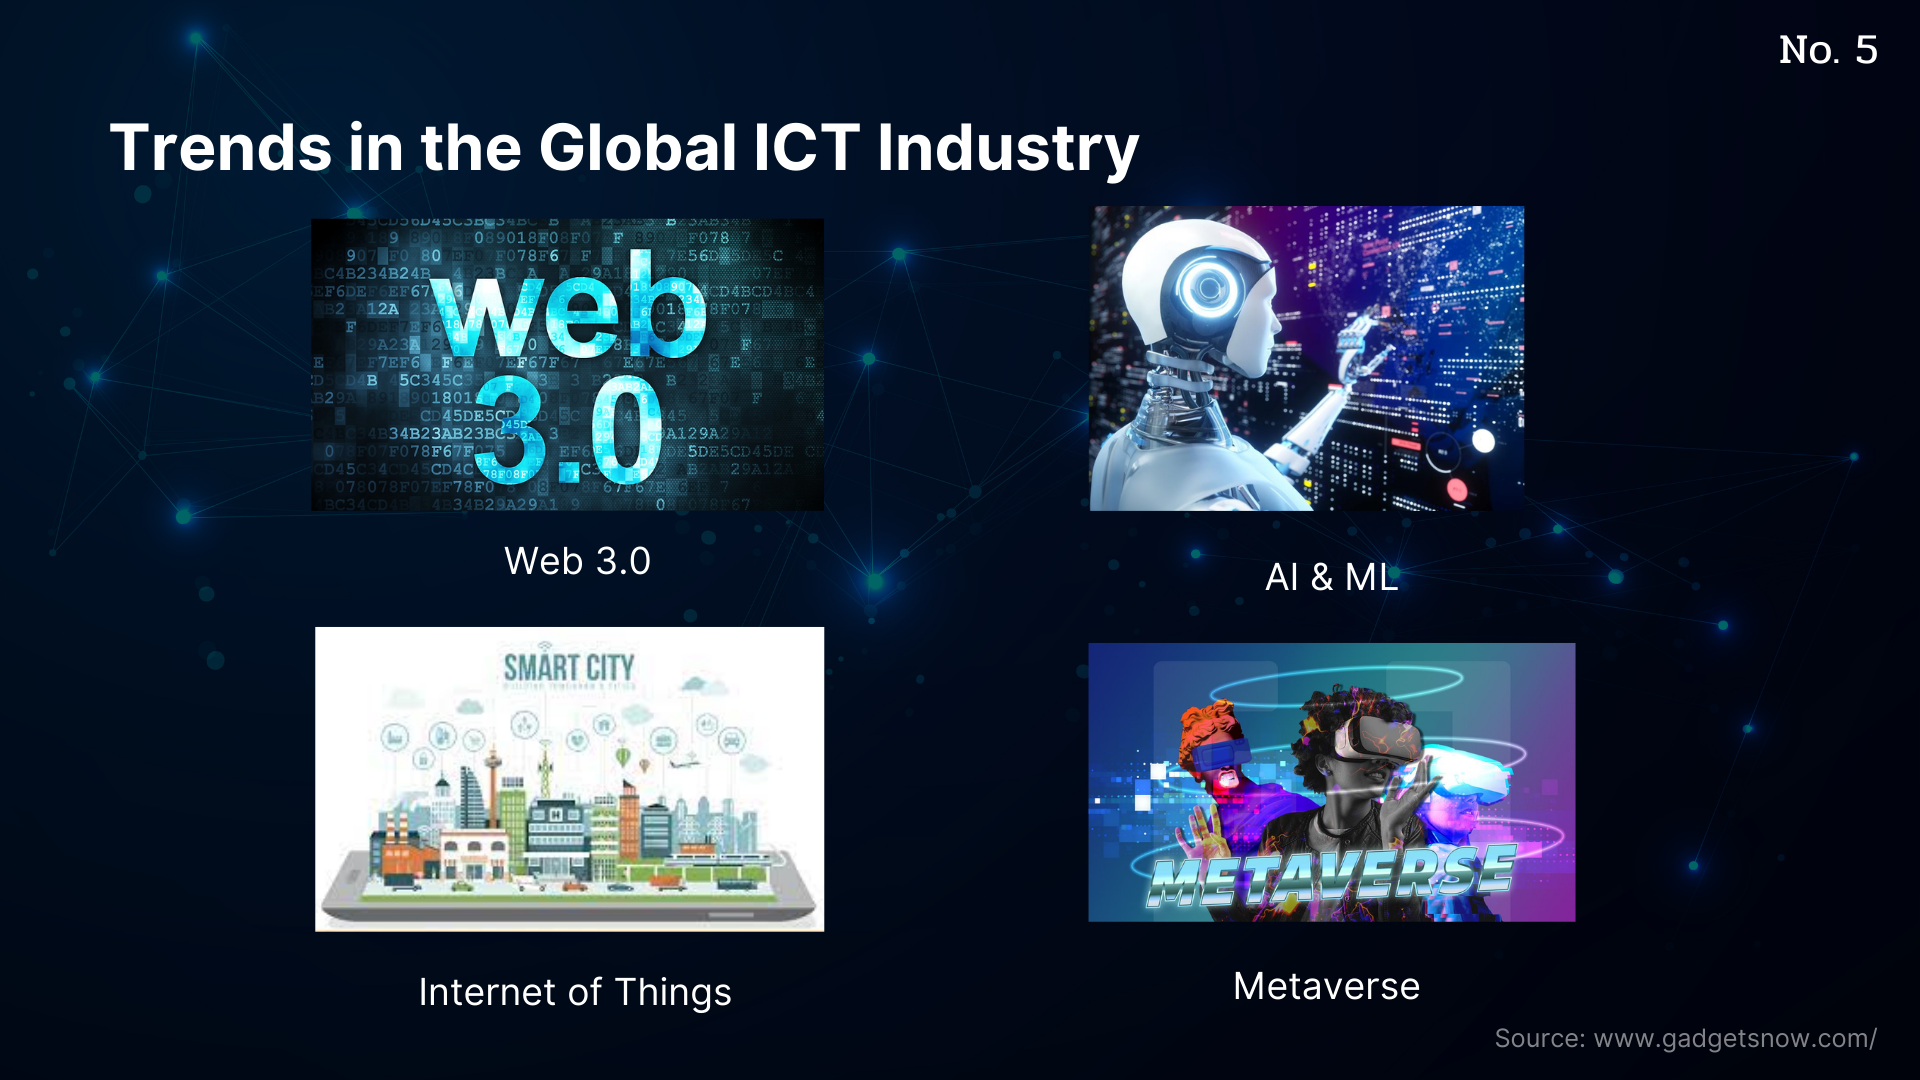 No. 5
Trends in the Global ICT Industry
web
3.0
Web 3.0
AI & ML
SMART CITY
Internet of Things
METAVERSE
Metaverse
Source: www.gadgetsnow.com/